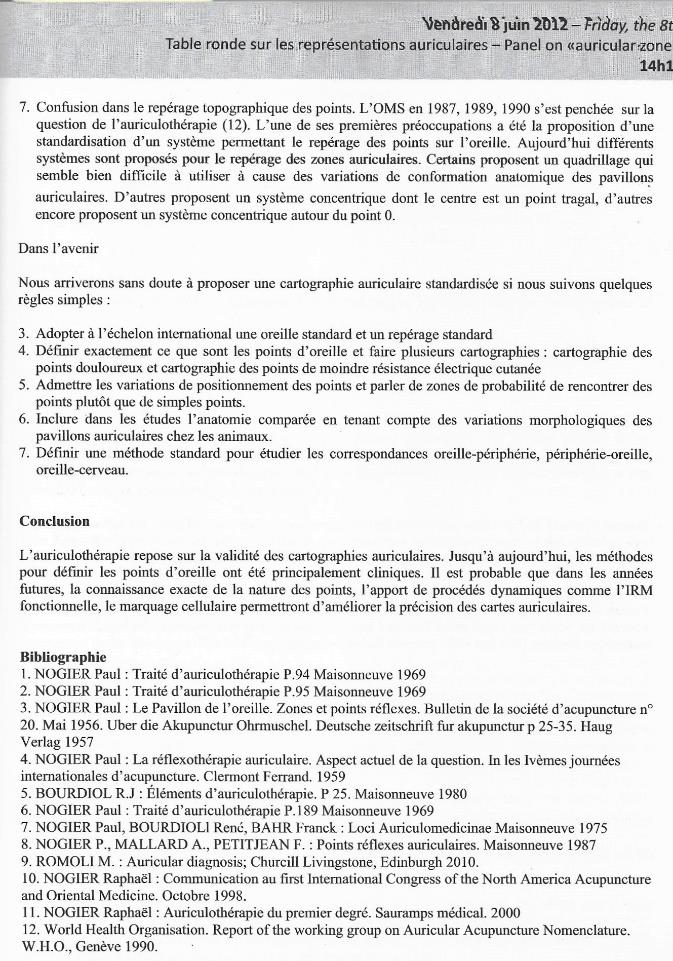 Vendredi 8 juin 2012 – Friday, the 8t
Table ronde sur les représentations auriculaires – Panel on «auricular zone
14h1
7. Confusion dans le repérage topographique des points. L’OMS en 1987, 1989, 1990 s’est penchée sur la
question de l’auriculothérapie (12). L’une de ses premières préoccupations a été la proposition d’une
standardisation d’un système permettant le repérage des points sur l’oreille. Aujourd’hui différents
systèmes sont proposés pour le repérage des zones auriculaires. Certains proposent un quadrillage qui
semble bien difficile à utiliser à cause des variations de conformation anatomique des pavillons
auriculaires. D’autres proposent un système concentrique dont le centre est un point tragal, d’autres
encore proposent un système concentrique autour du point 0.
Dans l’avenir
Nous arriverons sans doute à proposer une cartographie auriculaire standardisée si nous suivons quelques
règles simples :
3. Adopter à l’échelon international une oreille standard et un repérage standard
4. Définir exactement ce que sont les points d’oreille et faire plusieurs cartographies : cartographie des
points douloureux et cartographie des points de moindre résistance électrique cutanée
5. Admettre les variations de positionnement des points et parler de zones de probabilité de rencontrer des
points plutôt que de simples points.
6. Inclure dans les études l’anatomie comparée en tenant compte des variations morphologiques des
pavillons auriculaires chez les animaux.
7. Définir une méthode standard pour étudier les correspondances oreille-périphérie, périphérie-oreille,
oreille-cerveau.
Conclusion
L’auriculothérapie repose sur la validité des cartographies auriculaires. Jusqu’à aujourd’hui, les méthodes
pour définir les points d’oreille ont été principalement cliniques. Il est probable que dans les années
futures, la connaissance exacte de la nature des points, l’apport de procédés dynamiques comme l’IRM
fonctionnelle, le marquage cellulaire permettront d’améliorer la précision des cartes auriculaires.
Bibliographie
1. NOGIER Paul : Traité d’auriculothérapie P.94 Maisonneuve 1969
2. NOGIER Paul : Traité d’auriculothérapie P.95 Maisonneuve 1969
3. NOGIER Paul : Le Pavillon de l’oreille. Zones et points réflexes. Bulletin de la société d’acupuncture n°
20. Mai 1956. Uber die Akupunctur Ohrmuschel. Deutsche zeitschrift fur akupunctur p 25-35. Haug
Verlag 1957
4. NOGIER Paul : La réflexothérapie auriculaire. Aspect actuel de la question. In les Ivèmes journées
internationales d’acupuncture. Clermont Ferrand. 1959
5. BOURDIOL R.J : Éléments d’auriculothérapie. P 25. Maisonneuve 1980
6. NOGIER Paul : Traité d’auriculothérapie P.189 Maisonneuve 1969
7. NOGIER Paul, BOURDIOLI René, BAHR Franck : Loci Auriculomedicinae Maisonneuve 1975
8. NOGIER P., MALLARD A., PETITJEAN F. : Points réflexes auriculaires. Maisonneuve 1987
9. ROMOLI M. : Auricular diagnosis; Churcill Livingstone, Edinburgh 2010.
10. NOGIER Raphaël : Communication au first International Congress of the North America Acupuncture
and Oriental Medicine. Octobre 1998.
11. NOGIER Raphaël : Auriculothérapie du premier degré. Sauramps médical. 2000
12. World Health Organisation. Report of the working group on Auricular Acupuncture Nomenclature.
W.H.O., Genève 1990.